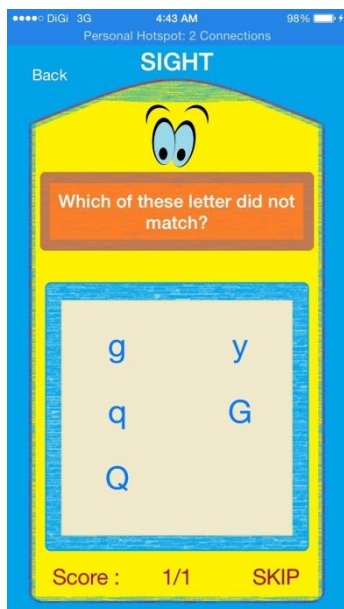 DiGi 3G 4:43 AM 98%
Personal Hotspot: 2 Connections
SIGHT
Back
Which of these letter did not
match?
g y
q G
Q
Score : 1/1 SKIP